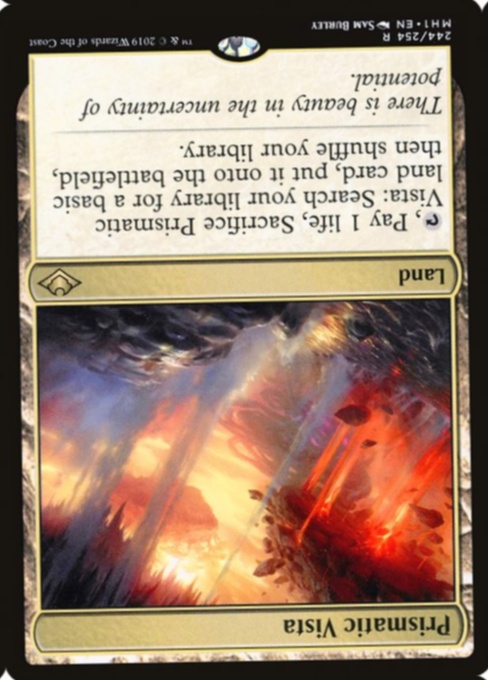 Prismatic Vista
Land
, Pay 1 life, Sacrifice Prismatic
Vista: Search your library for a basic
land card, put it onto the battlefield,
then shuffle your library.
There is beauty in the uncertainty of
potential.
244/254 R
MH1 • EN SAM BURLEY
™ & © 2019 Wizards of the Coast